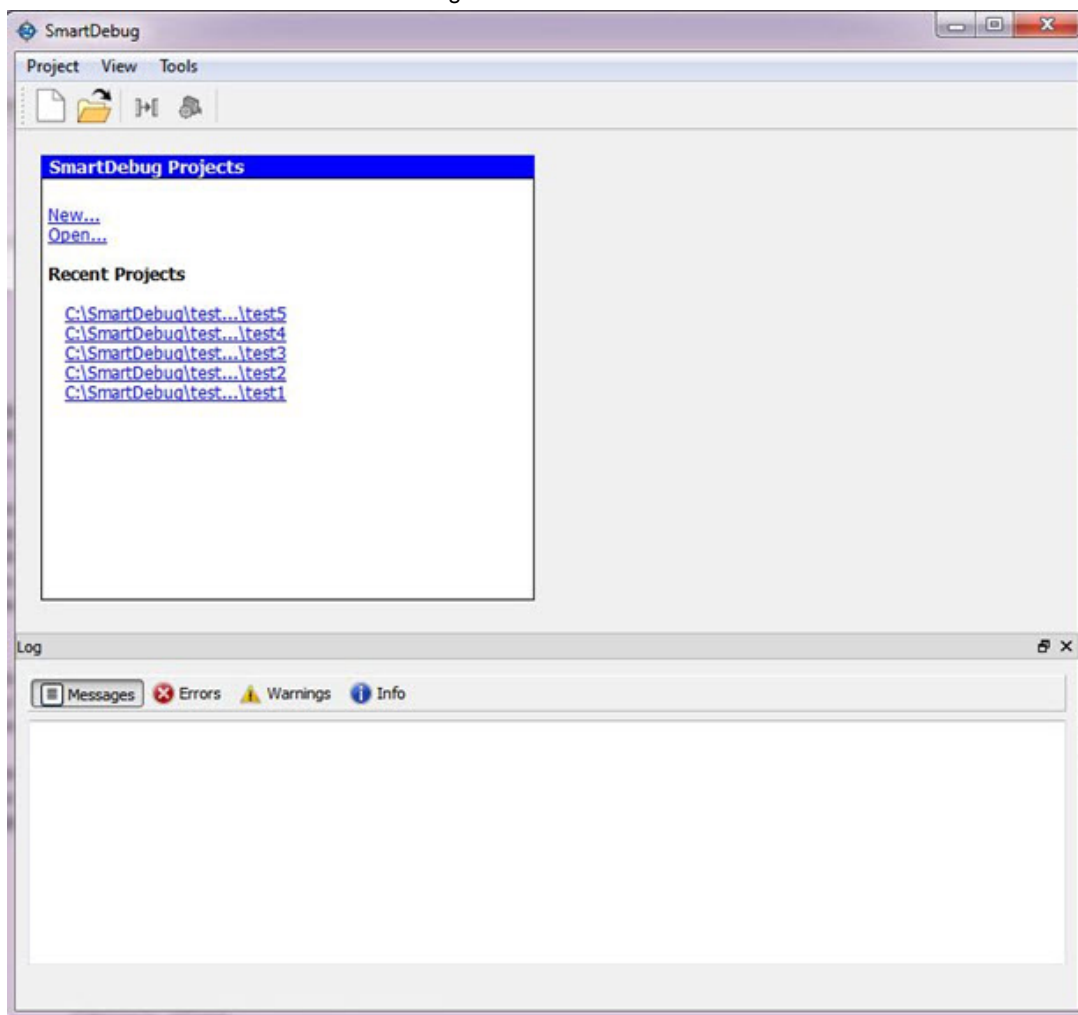 SmartDebug
Project View Tools
SmartDebug Projects
New...
Open...
Recent Projects
C:\SmartDebug\test...\test5
C:\SmartDebug\test...\test4
C:\SmartDebug\test...\test3
C:\SmartDebug\test...\test2
C:\SmartDebug\test...\test1
Log
Messages Errors Warnings Info